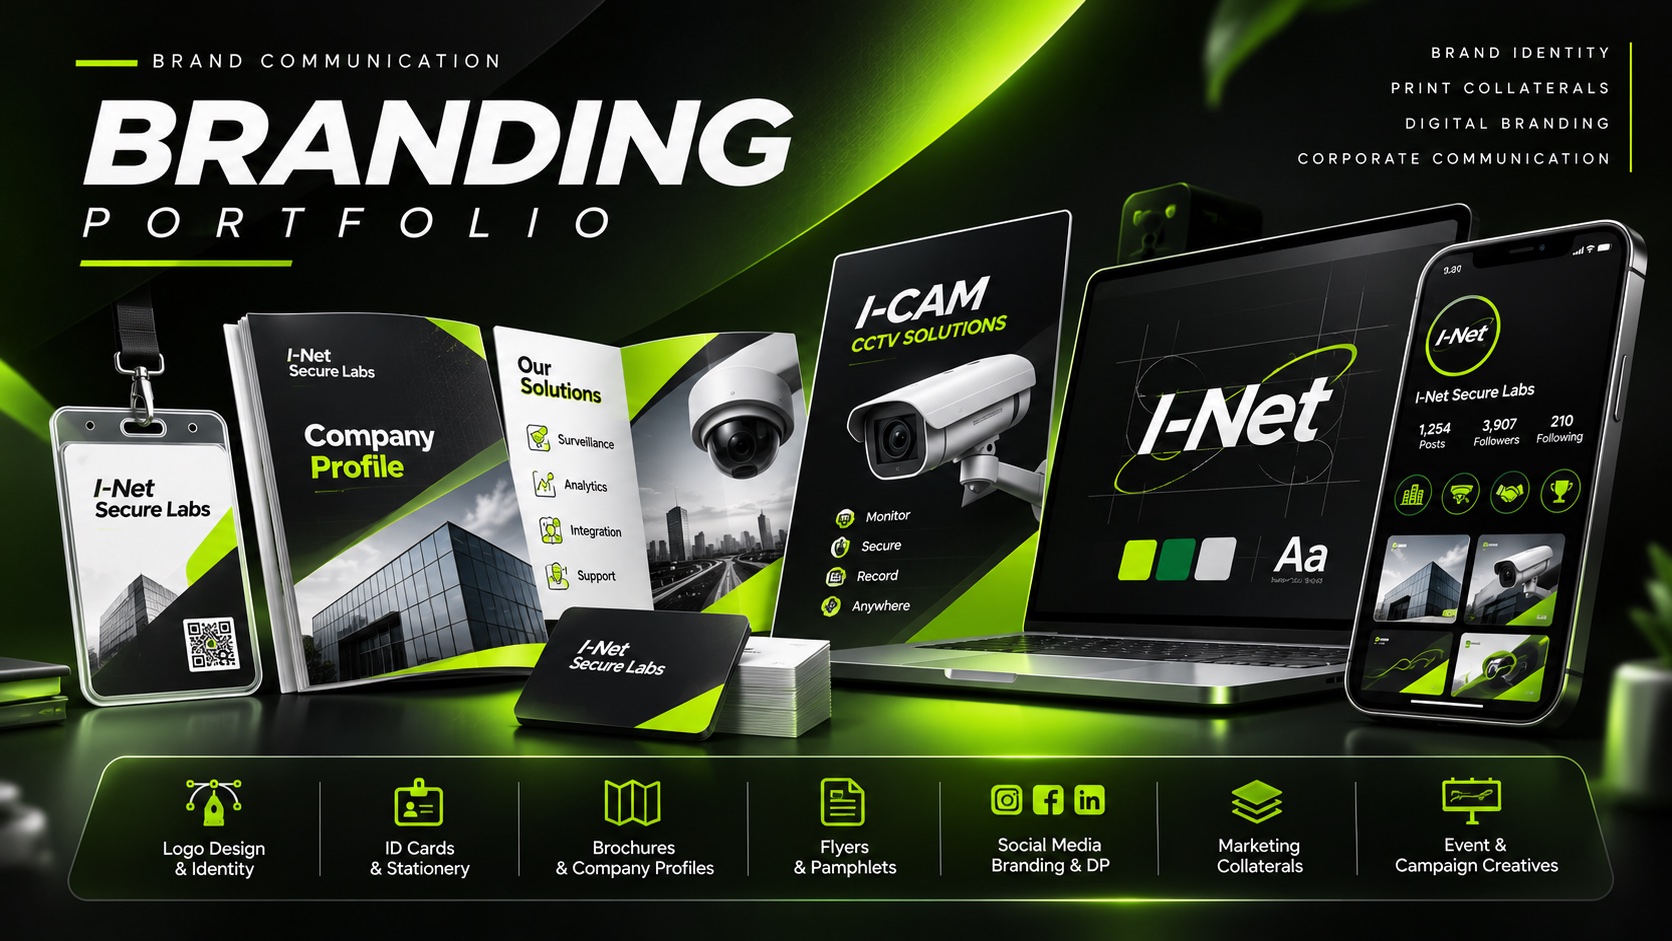 BRAND COMMUNICATION
BRANDING
PORTFOLIO
BRAND IDENTITY
PRINT COLLATERALS
DIGITAL BRANDING
CORPORATE COMMUNICATION
I-Net
Secure Labs
I-Net
Secure Labs
Company
Profile
Our
Solutions
Surveillance
Analytics
Integration
Support
I-Net
Secure Labs
I-CAM
CCTV SOLUTIONS
Monitor
Secure
Record
Anywhere
I-Net
Aa
I-Net
I-Net Secure Labs
1,254
Posts
3,907
Followers
210
Following
Logo Design
& Identity
ID Cards
& Stationery
Brochures
& Company Profiles
Flyers
& Pamphlets
in
Social Media
Branding & DP
Marketing
Collaterals
Event &
Campaign Creatives